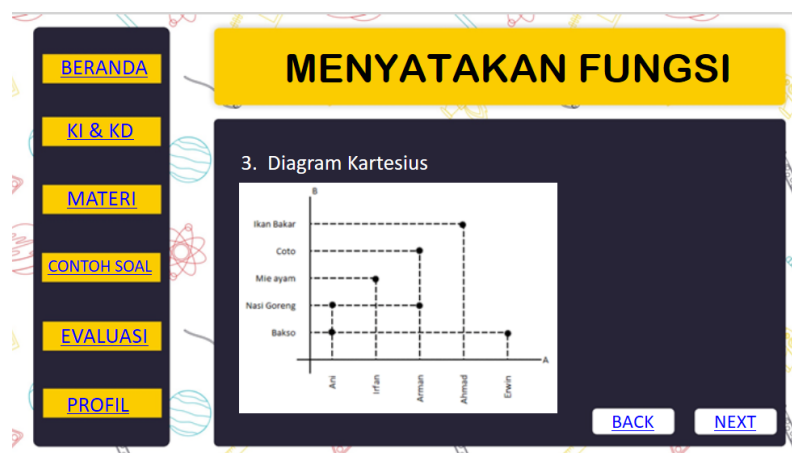 BERANDA
KI & KD
MATERI
CONTOH SOAL
EVALUASI
PROFIL
MENYATAKAN FUNGSI
3. Diagram Kartesius
B
Ikan Bakar
Coto
Mie ayam
Nasi Goreng
Bakso
A
Ani
Irfan
Arman
Ahmad
Erwin
BACK
NEXT